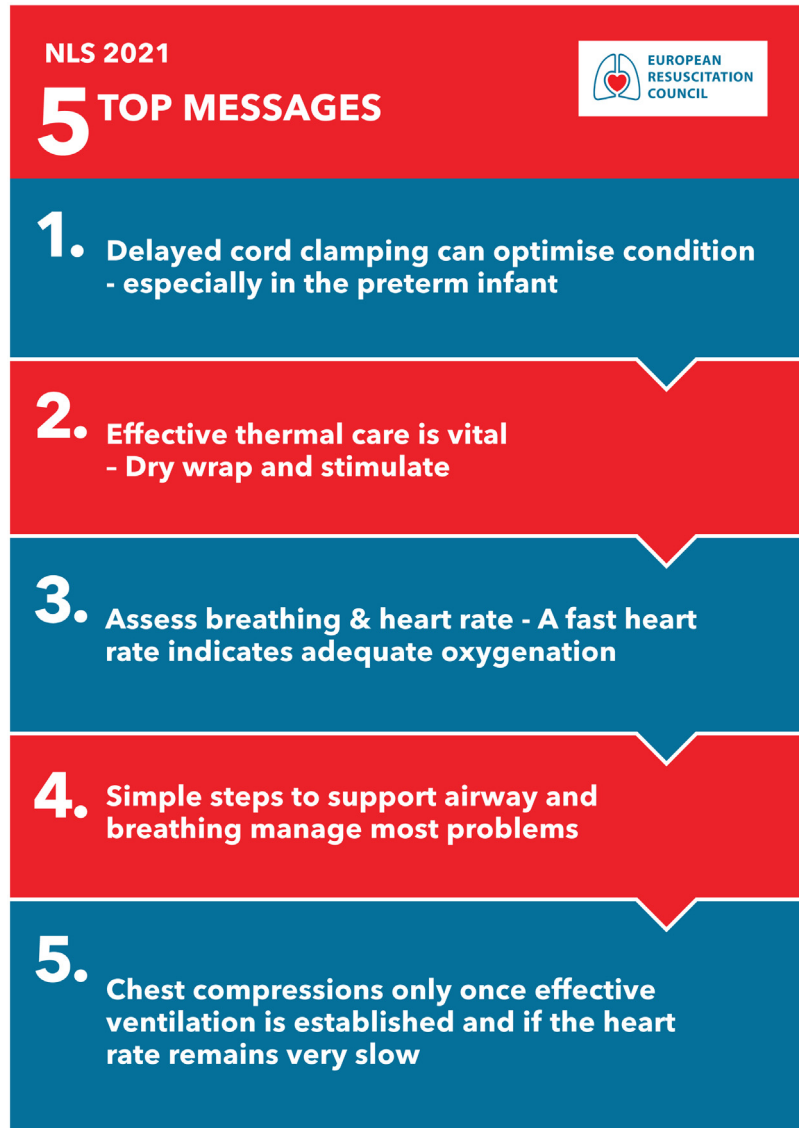 NLS 2021
5 TOP MESSAGES
EUROPEAN
RESUSCITATION
COUNCIL
1.
Delayed cord clamping can optimise condition
- especially in the preterm infant
2.
Effective thermal care is vital
– Dry wrap and stimulate
3.
Assess breathing & heart rate - A fast heart
rate indicates adequate oxygenation
4.
Simple steps to support airway and
breathing manage most problems
5.
Chest compressions only once effective
ventilation is established and if the heart
rate remains very slow